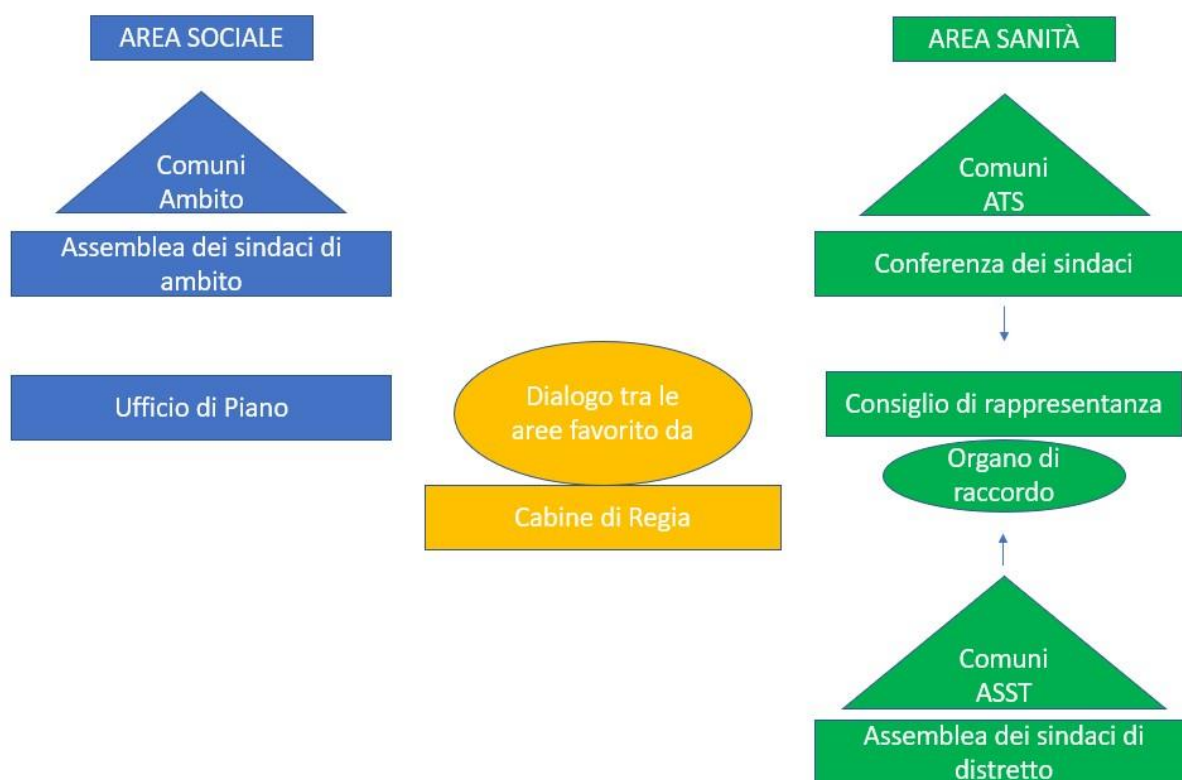 AREA SOCIALE
Comuni
Ambito
Assemblea dei sindaci di
ambito
Ufficio di Piano
Dialogo tra le
aree favorito da
Cabine di Regia
AREA SANITÀ
Comuni
ATS
Conferenza dei sindaci
Consiglio di rappresentanza
Organo di
raccordo
Comuni
ASST
Assemblea dei sindaci di
distretto